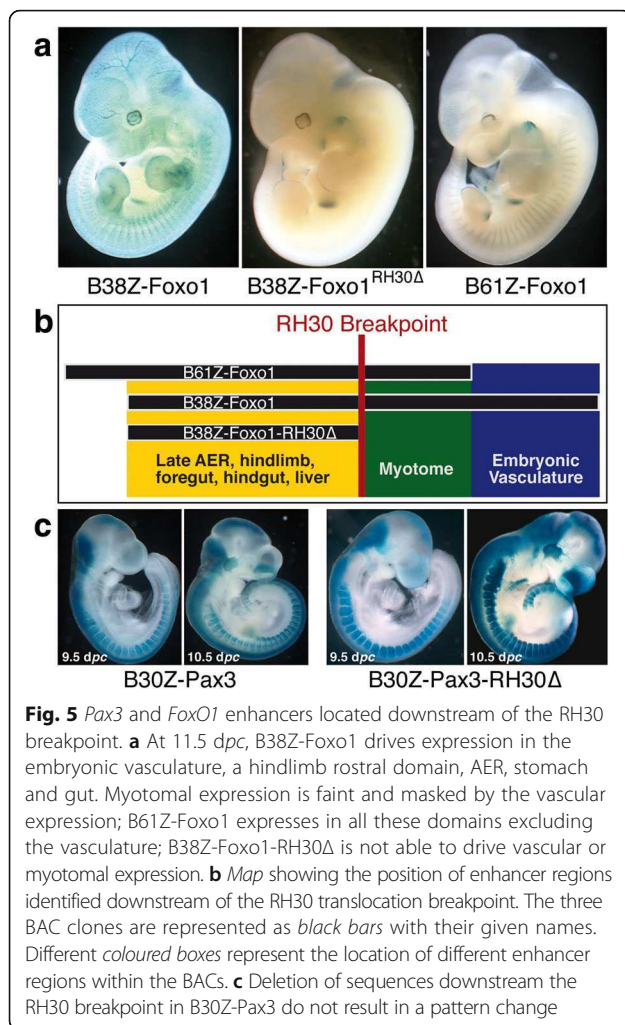 a
B38Z-Foxo1 B38Z-Foxo1RH30Δ B61Z-Foxo1
b
RH30 Breakpoint
B61Z-Foxo1
B38Z-Foxo1
B38Z-Foxo1-RH30Δ
Late AER, hindlimb,
foregut, hindgut, liver
Myotome
Embryonic
Vasculature
c
9.5 dpc 10.5 dpc 9.5 dpc 10.5 dpc
B30Z-Pax3 B30Z-Pax3-RH30Δ
Fig. 5 Pax3 and FoxO1 enhancers located downstream of the RH30
breakpoint. a At 11.5 dpc, B38Z-Foxo1 drives expression in the
embryonic vasculature, a hindlimb rostral domain, AER, stomach
and gut. Myotomal expression is faint and masked by the vascular
expression; B61Z-Foxo1 expresses in all these domains excluding
the vasculature; B38Z-Foxo1-RH30Δ is not able to drive vascular or
myotomal expression. b Map showing the position of enhancer regions
identified downstream of the RH30 translocation breakpoint. The three
BAC clones are represented as black bars with their given names.
Different coloured boxes represent the location of different enhancer
regions within the BACs. c Deletion of sequences downstream the
RH30 breakpoint in B30Z-Pax3 do not result in a pattern change